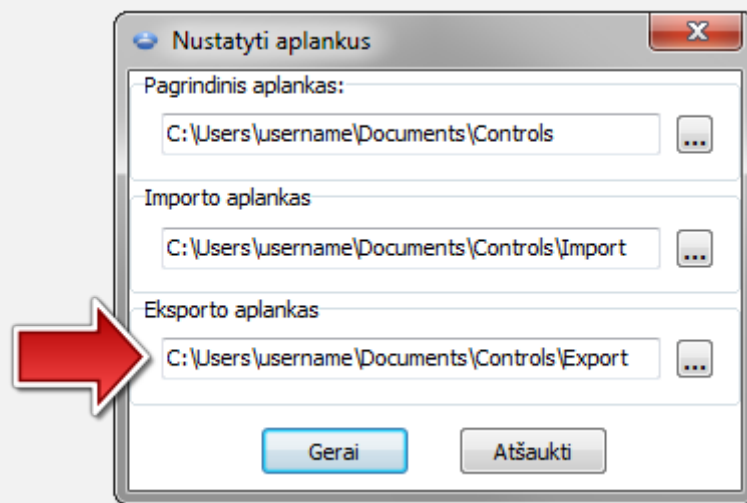 Nustatyti aplankus
Pagrindinis aplankas:
C:\Users\username\Documents\Controls
...
Importo aplankas
C:\Users\username\Documents\Controls\Import
...
Eksporto aplankas
C:\Users\username\Documents\Controls\Export
...
Gerai
Atšaukti